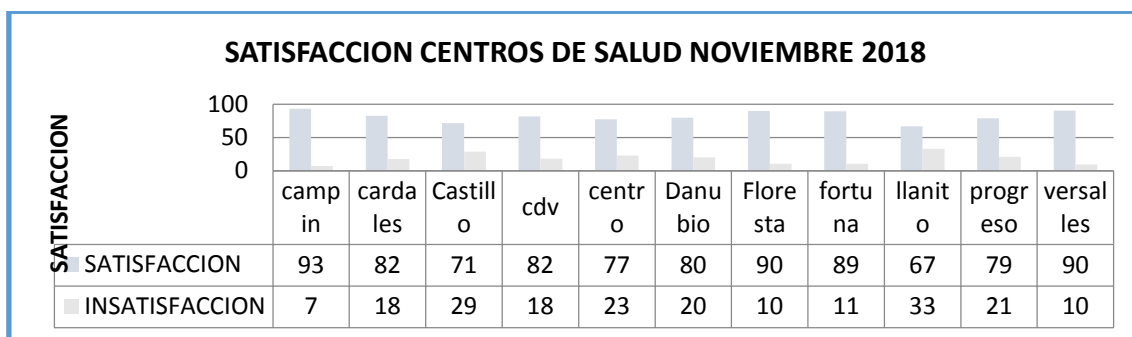 SATISFACCION CENTROS DE SALUD NOVIEMBRE 2018
SATISFACCION
100
50
0
camp carda Castill cdv centr Danu Flore fortu llanit progr versal
in les o o bio sta na o eso les
SATISFACCION 93 82 71 82 77 80 90 89 67 79 90
INSATISFACCION 7 18 29 18 23 20 10 11 33 21 10